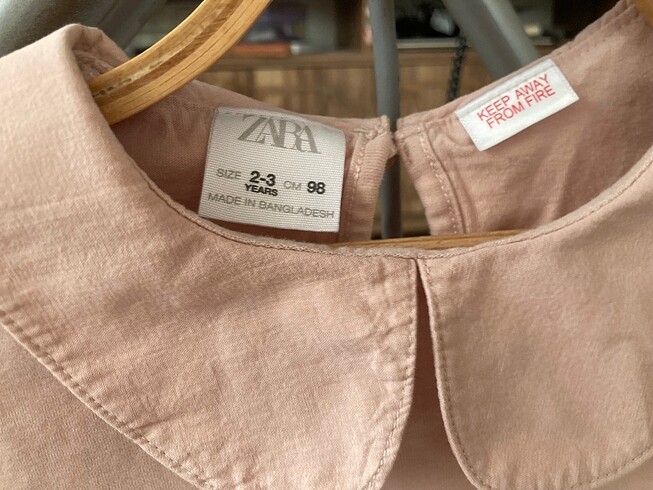 ZARA
SIZE 2-3 YEARS CM 98
MADE IN BANGLADESH
KEEP AWAY
FROM FIRE